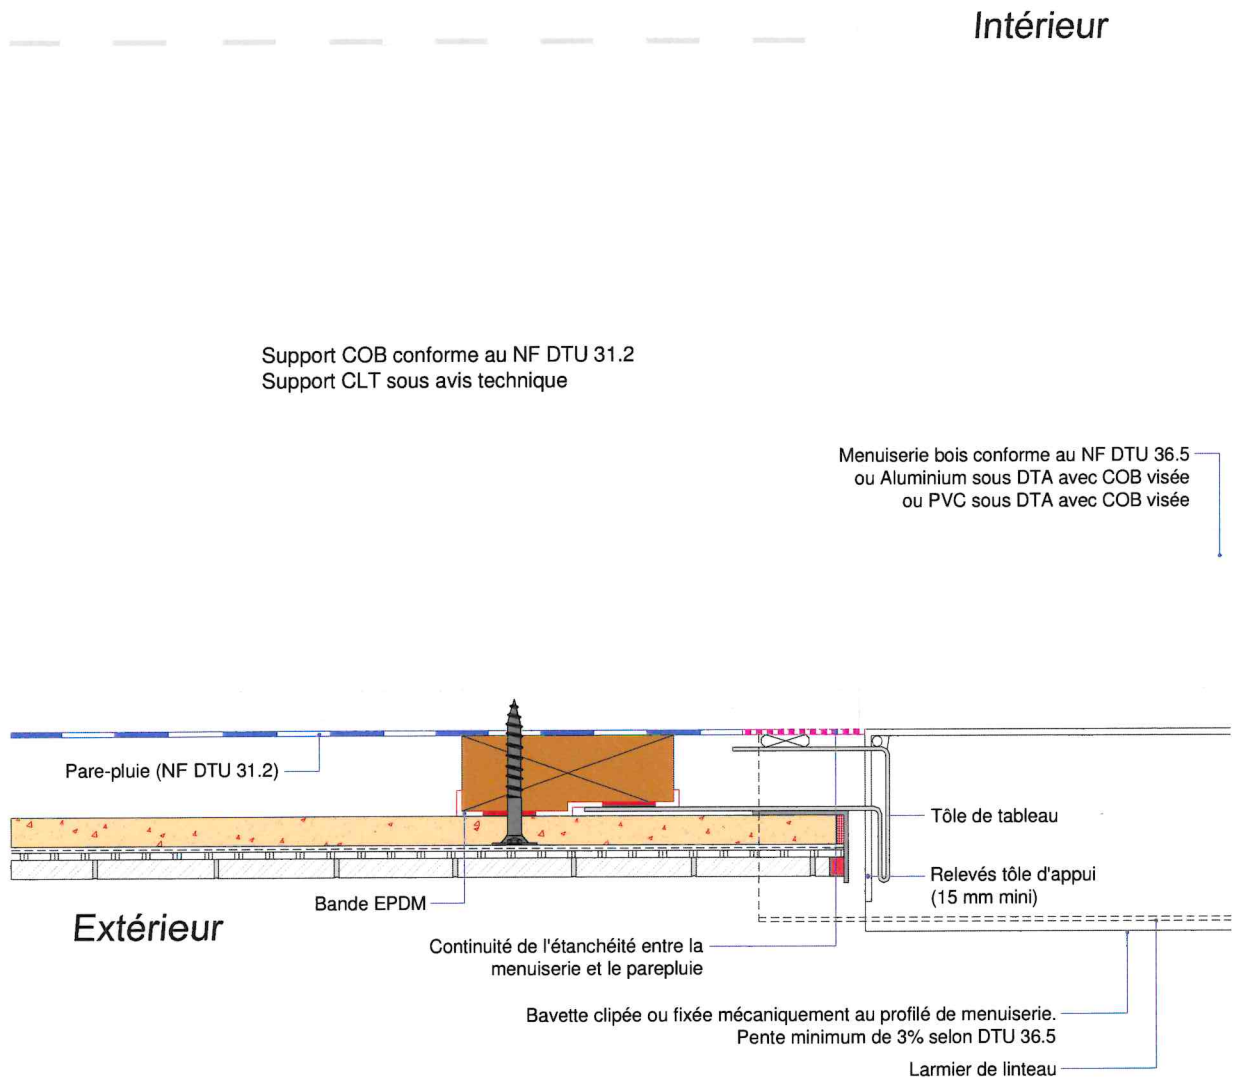 Intérieur
Support COB conforme au NF DTU 31.2
Support CLT sous avis technique
Menuiserie bois conforme au NF DTU 36.5
ou Aluminium sous DTA avec COB visée
ou PVC sous DTA avec COB visée
Pare-pluie (NF DTU 31.2)
Tôle de tableau
Relevés tôle d'appui
(15 mm mini)
Bande EPDM
Extérieur
Continuité de l'étanchéité entre la
menuiserie et le parepluie
Bavette clipée ou fixée mécaniquement au profilé de menuiserie.
Pente minimum de 3% selon DTU 36.5
Larmier de linteau